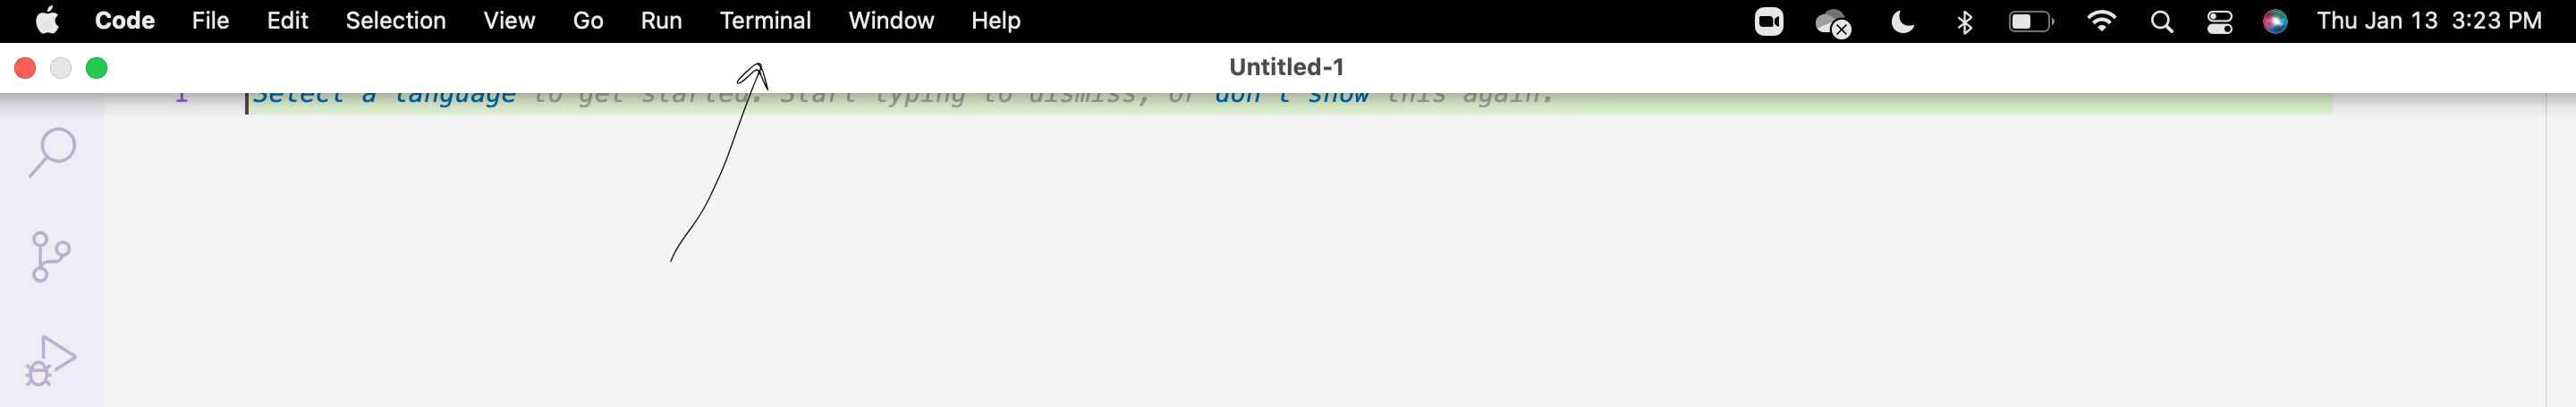 Code File Edit Selection View Go Run Terminal Window Help Thu Jan 13 3:23 PM
Untitled-1
1 Select a language to get started. Start typing to dismiss, or don't show this again.